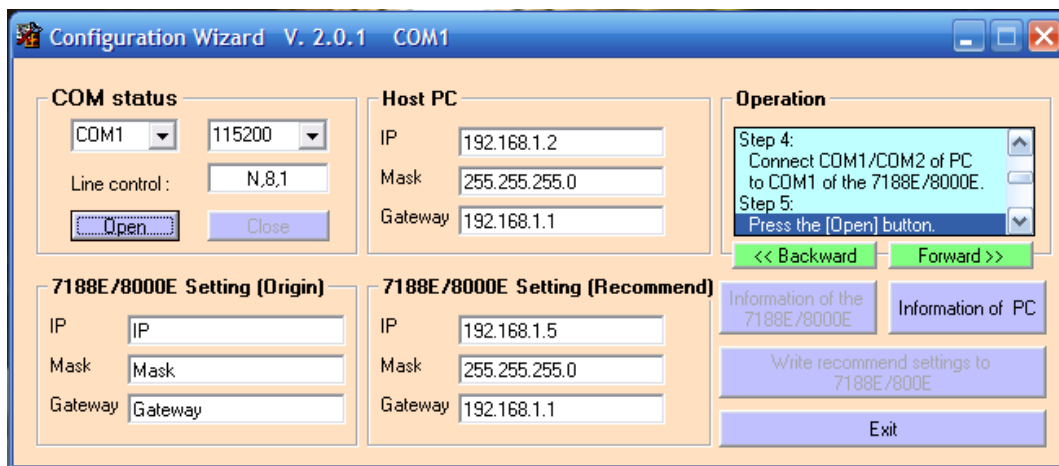 Configuration Wizard V. 2.0.1 COM1
COM status
COM1 115200
Line control : N,8,1
Open Close
Host PC
IP 192.168.1.2
Mask 255.255.255.0
Gateway 192.168.1.1
Operation
Step 4:
Connect COM1/COM2 of PC
to COM1 of the 7188E/8000E.
Step 5:
Press the [Open] button.
<< Backward Forward >>
7188E/8000E Setting (Origin)
IP IP
Mask Mask
Gateway Gateway
7188E/8000E Setting (Recommend)
IP 192.168.1.5
Mask 255.255.255.0
Gateway 192.168.1.1
Information of the
7188E/8000E
Information of PC
Write recommend settings to
7188E/800E
Exit